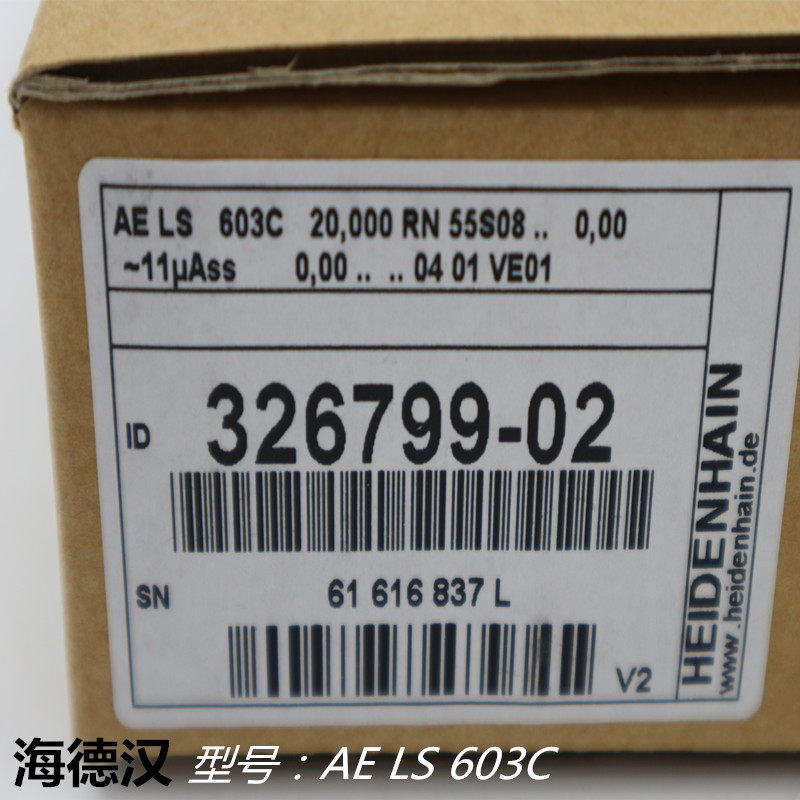 AE LS 603C 20,000 RN 55S08 .. 0,00
~11µAss 0,00 .. .. 04 01 VE01
ID 326799-02
SN 61 616 837 L
V2
HEIDENHAIN
www.heidenhain.de
海德汉 型号：AE LS 603C